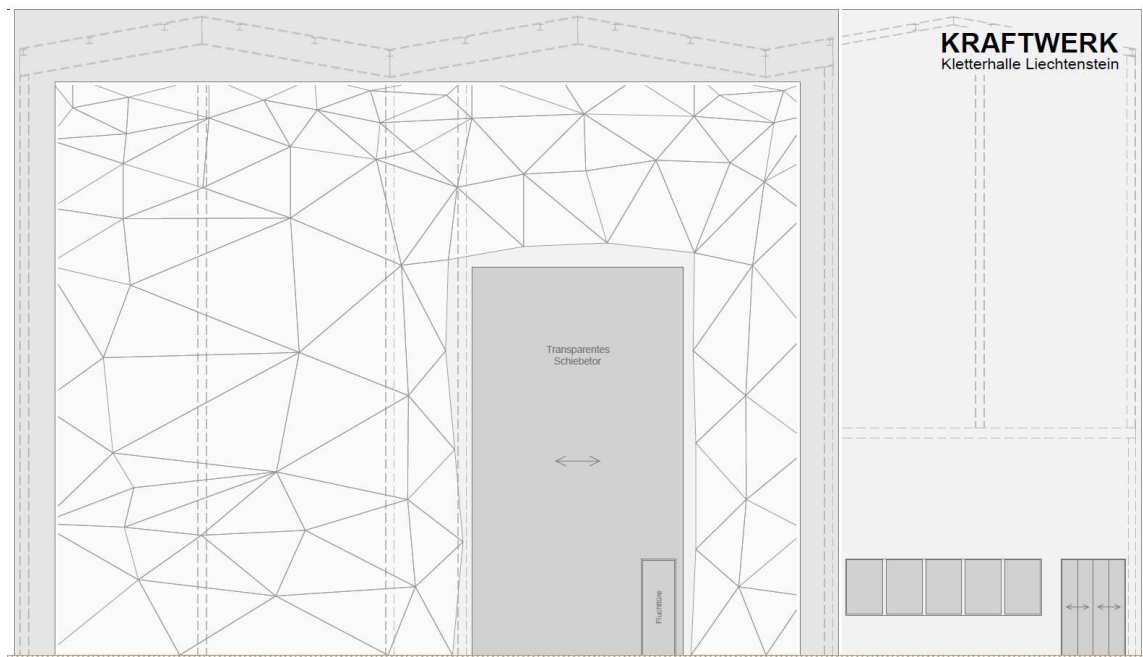 KRAFTWERK
Kletterhalle Liechtenstein
Transparentes
Schiebetor
Fluchttüre